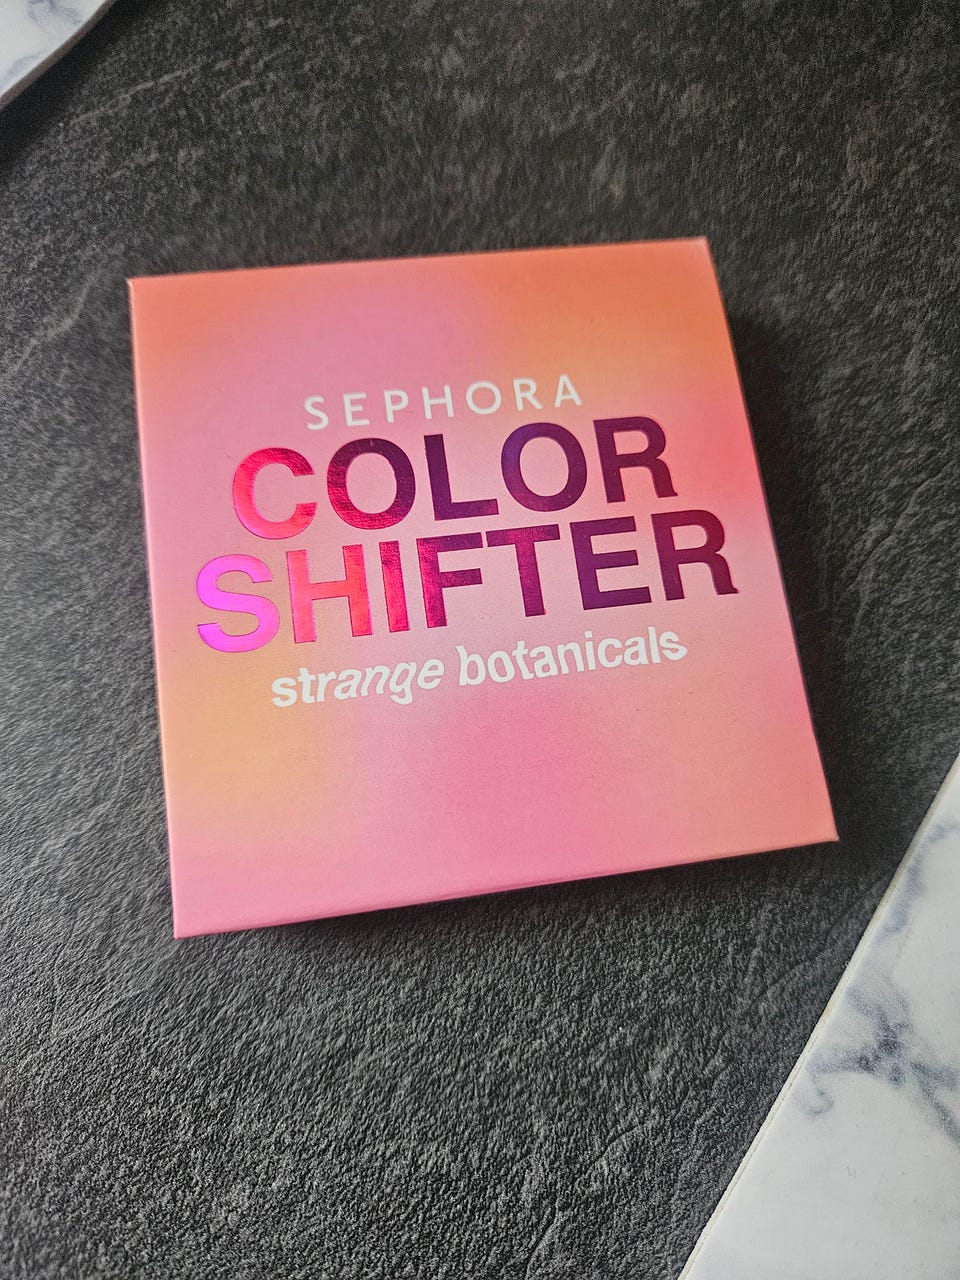 SEPHORA
COLOR
SHIFTER
strange botanicals